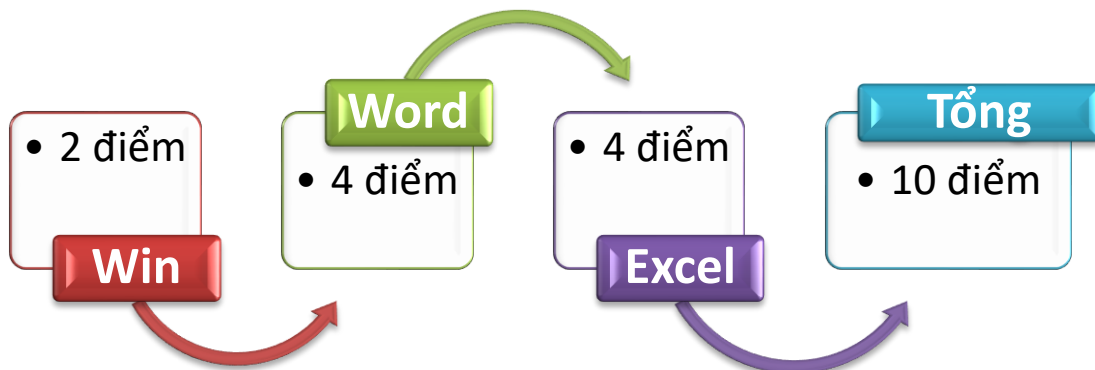 • 2 điểm
Win
Word
• 4 điểm
• 4 điểm
Excel
Tổng
• 10 điểm